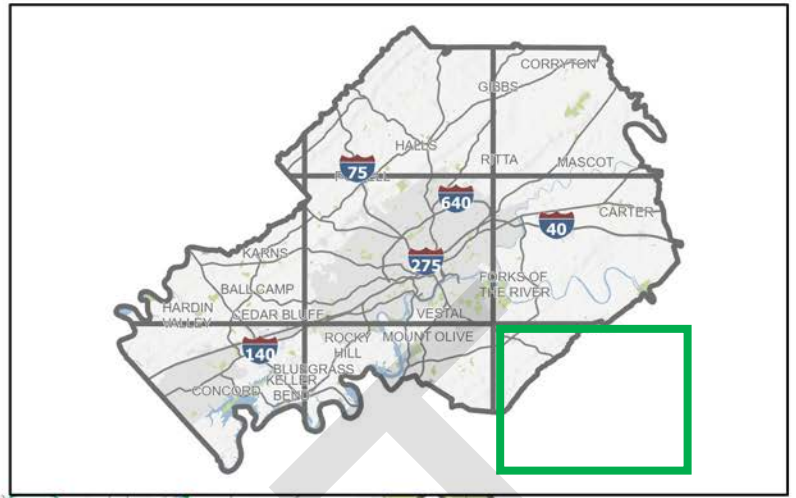 CORRYTON
GIBBS
HALLS
RITTA
MASCOT
75
POWELL
640
CARTER
40
KARNS
275
BALL CAMP
FORKS OF
THE RIVER
HARDIN
VALLEY
CEDAR BLUFF
VESTAL
ROCKY
HILL
MOUNT OLIVE
140
BLUEGRASS
CONCORD
KELLER
BEND